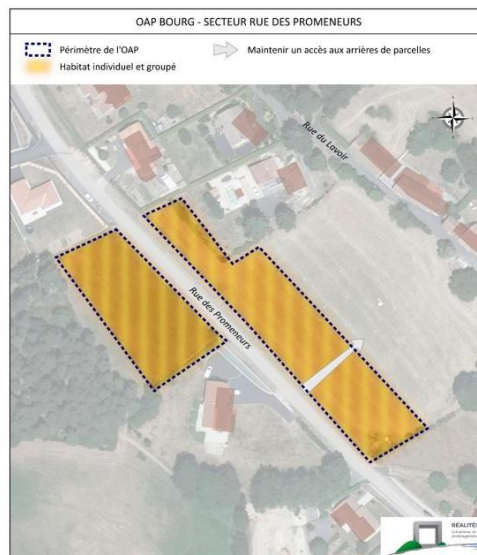 OAP BOURG - SECTEUR RUE DES PROMENEURS
Périmètre de l'OAP
Maintenir un accès aux arrières de parcelles
Habitat individuel et groupé
Rue du Lavoir
Rue des Promeneurs
RÉALITÉS